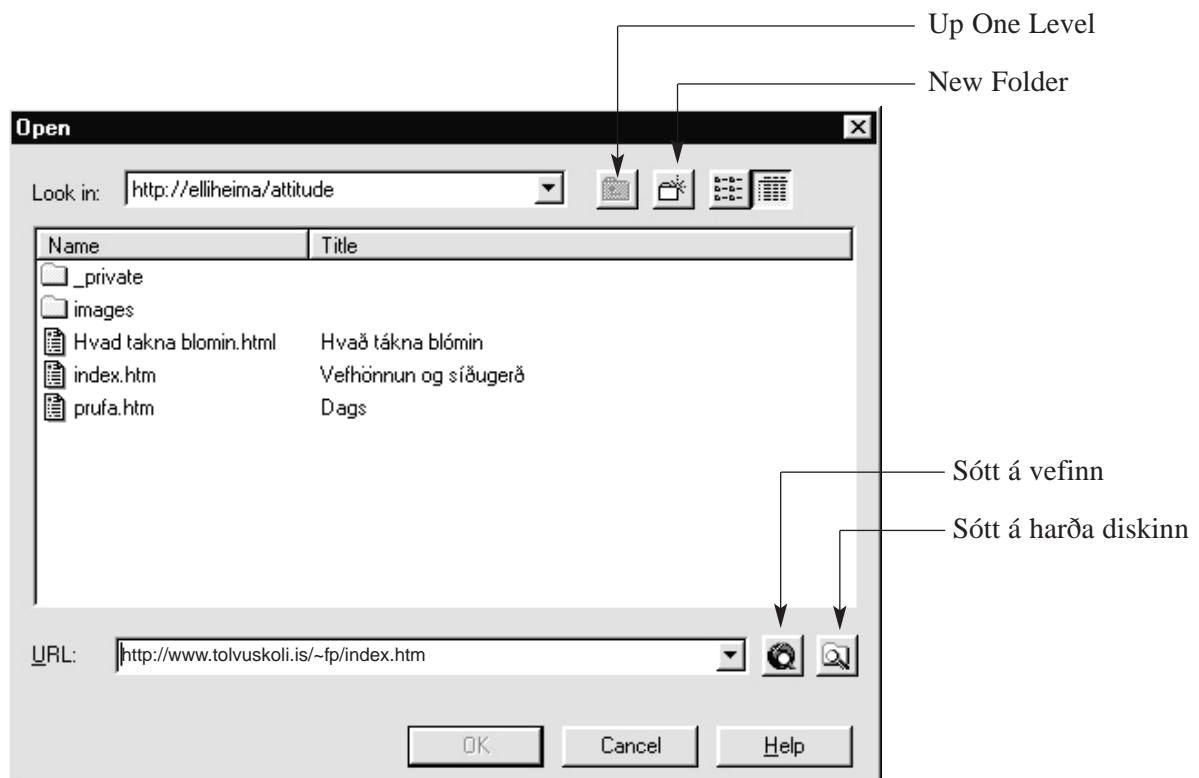 Up One Level
New Folder
Open
Look in: http://elliheima/attitude
Name Title
_private
images
Hvad takna blomin.html Hvað tákna blómin
index.htm Vefhönnun og síðugerð
prufa.htm Dags
Sótt á vefinn
Sótt á harða diskinn
URL: http://www.tolvuskoli.is/~fp/index.htm
OK Cancel Help